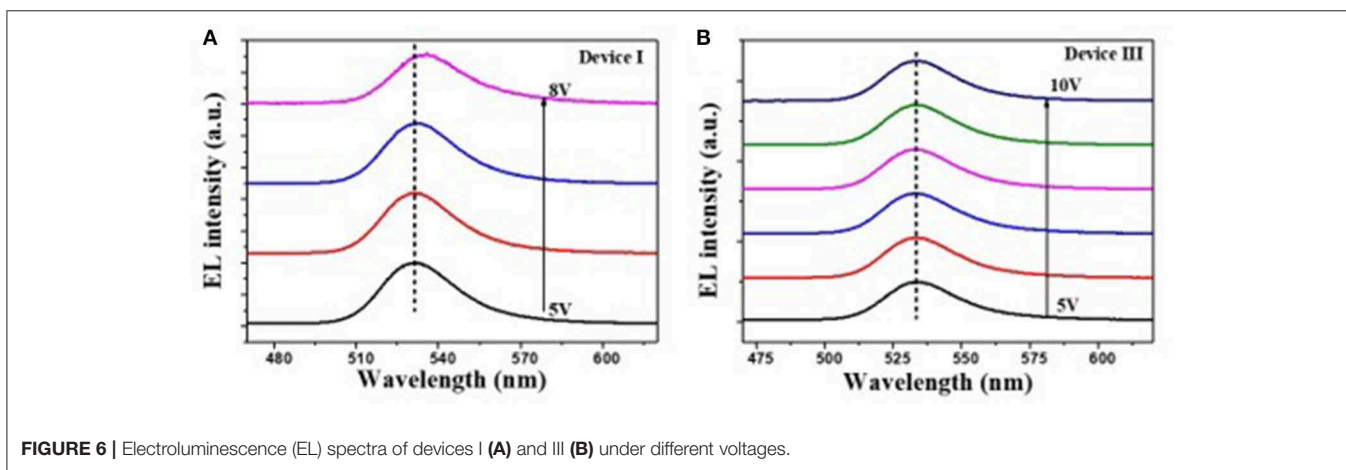 A
Device I
8V
5V
EL intensity (a.u.)
480 510 540 570 600
Wavelength (nm)
B
Device III
10V
5V
EL intensity (a.u.)
475 500 525 550 575 600
Wavelength (nm)
FIGURE 6 | Electroluminescence (EL) spectra of devices I (A) and III (B) under different voltages.